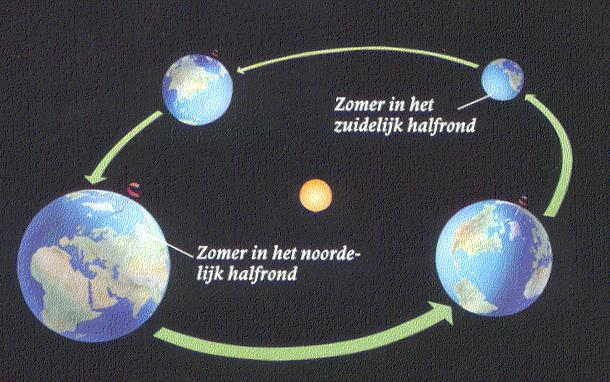 Zomer in het
zuidelijk halfrond
Zomer in het noorde-
lijk halfrond